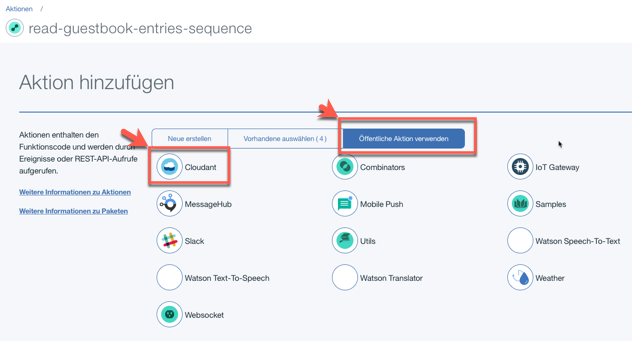 Aktionen /
read-guestbook-entries-sequence
Aktion hinzufügen
Aktionen enthalten den
Funktionscode und werden durch
Ereignisse oder REST-API-Aufrufe
aufgerufen.
Weitere Informationen zu Aktionen
Weitere Informationen zu Paketen
Neue erstellen
Vorhandene auswählen ( 4 )
Öffentliche Aktion verwenden
Cloudant
Combinators
IoT Gateway
MessageHub
Mobile Push
Samples
Slack
Utils
Watson Speech-To-Text
Watson Text-To-Speech
Watson Translator
Weather
Websocket